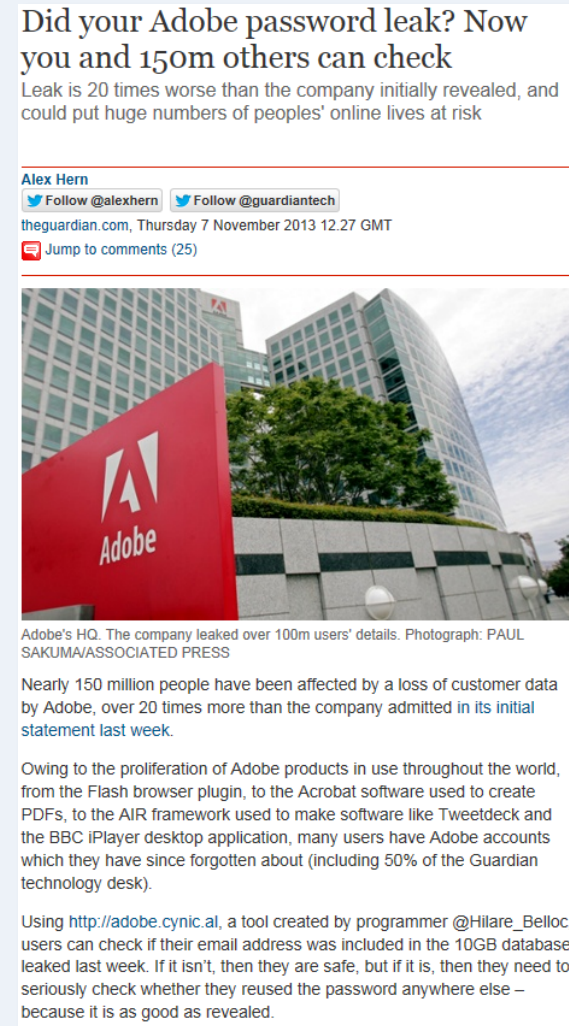 Did your Adobe password leak? Now
you and 150m others can check
Leak is 20 times worse than the company initially revealed, and
could put huge numbers of peoples' online lives at risk
Alex Hern
Follow @alexhern Follow @guardiantech
theguardian.com, Thursday 7 November 2013 12.27 GMT
Jump to comments (25)
Adobe
Adobe's HQ. The company leaked over 100m users' details. Photograph: PAUL
SAKUMA/ASSOCIATED PRESS
Nearly 150 million people have been affected by a loss of customer data
by Adobe, over 20 times more than the company admitted in its initial
statement last week.
Owing to the proliferation of Adobe products in use throughout the world,
from the Flash browser plugin, to the Acrobat software used to create
PDFs, to the AIR framework used to make software like Tweetdeck and
the BBC iPlayer desktop application, many users have Adobe accounts
which they have since forgotten about (including 50% of the Guardian
technology desk).
Using http://adobe.cynic.al, a tool created by programmer @Hilare_Belloc,
users can check if their email address was included in the 10GB database
leaked last week. If it isn't, then they are safe, but if it is, then they need to
seriously check whether they reused the password anywhere else –
because it is as good as revealed.